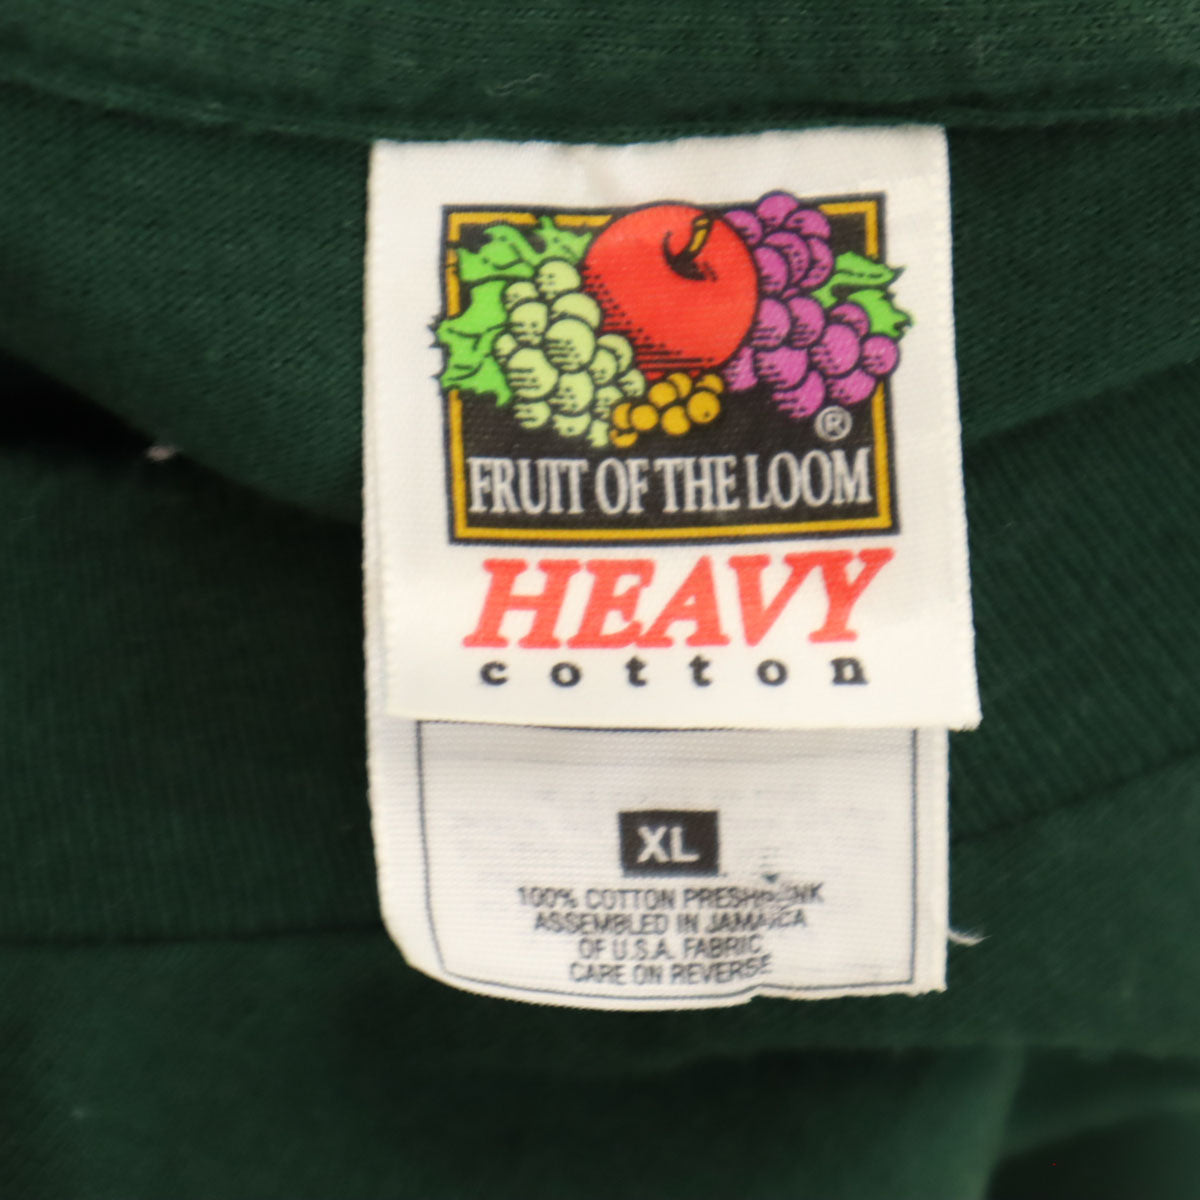 ®
FRUIT OF THE LOOM
HEAVY
cotton
XL
100% COTTON PRESHRUNK
ASSEMBLED IN JAMAICA
OF U.S.A. FABRIC
CARE ON REVERSE